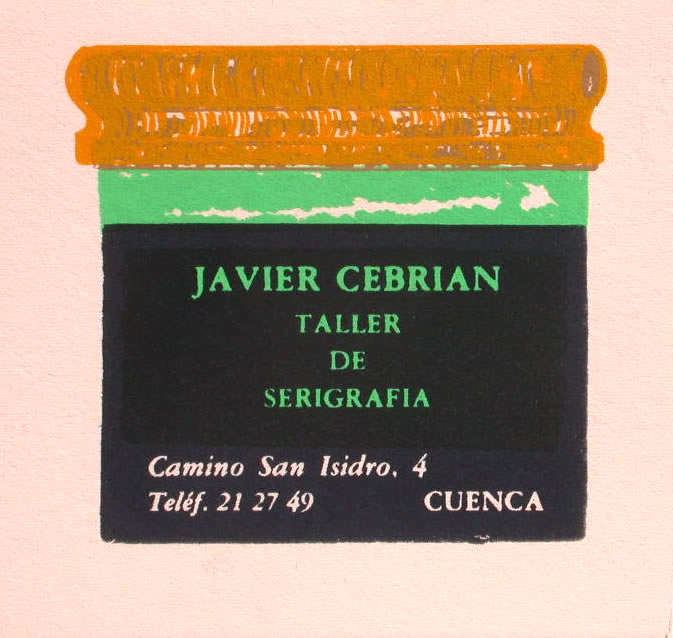 JAVIER CEBRIAN
TALLER
DE
SERIGRAFIA
Camino San Isidro, 4
Teléf. 21 27 49 CUENCA